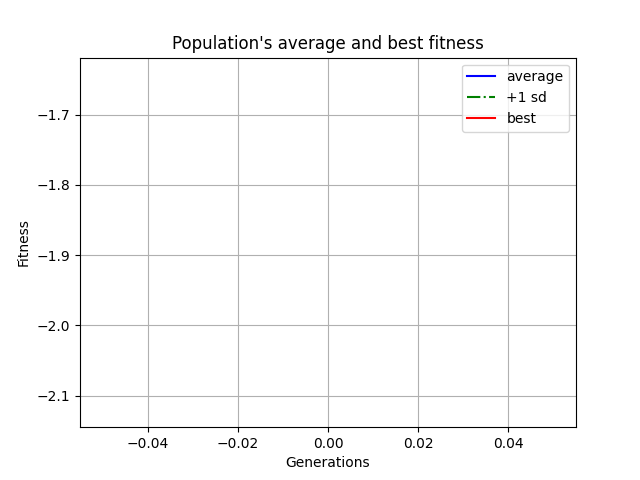 Population's average and best fitness
average
+1 sd
best
−1.7
−1.8
−1.9
−2.0
−2.1
Fitness
−0.04
−0.02
0.00
0.02
0.04
Generations